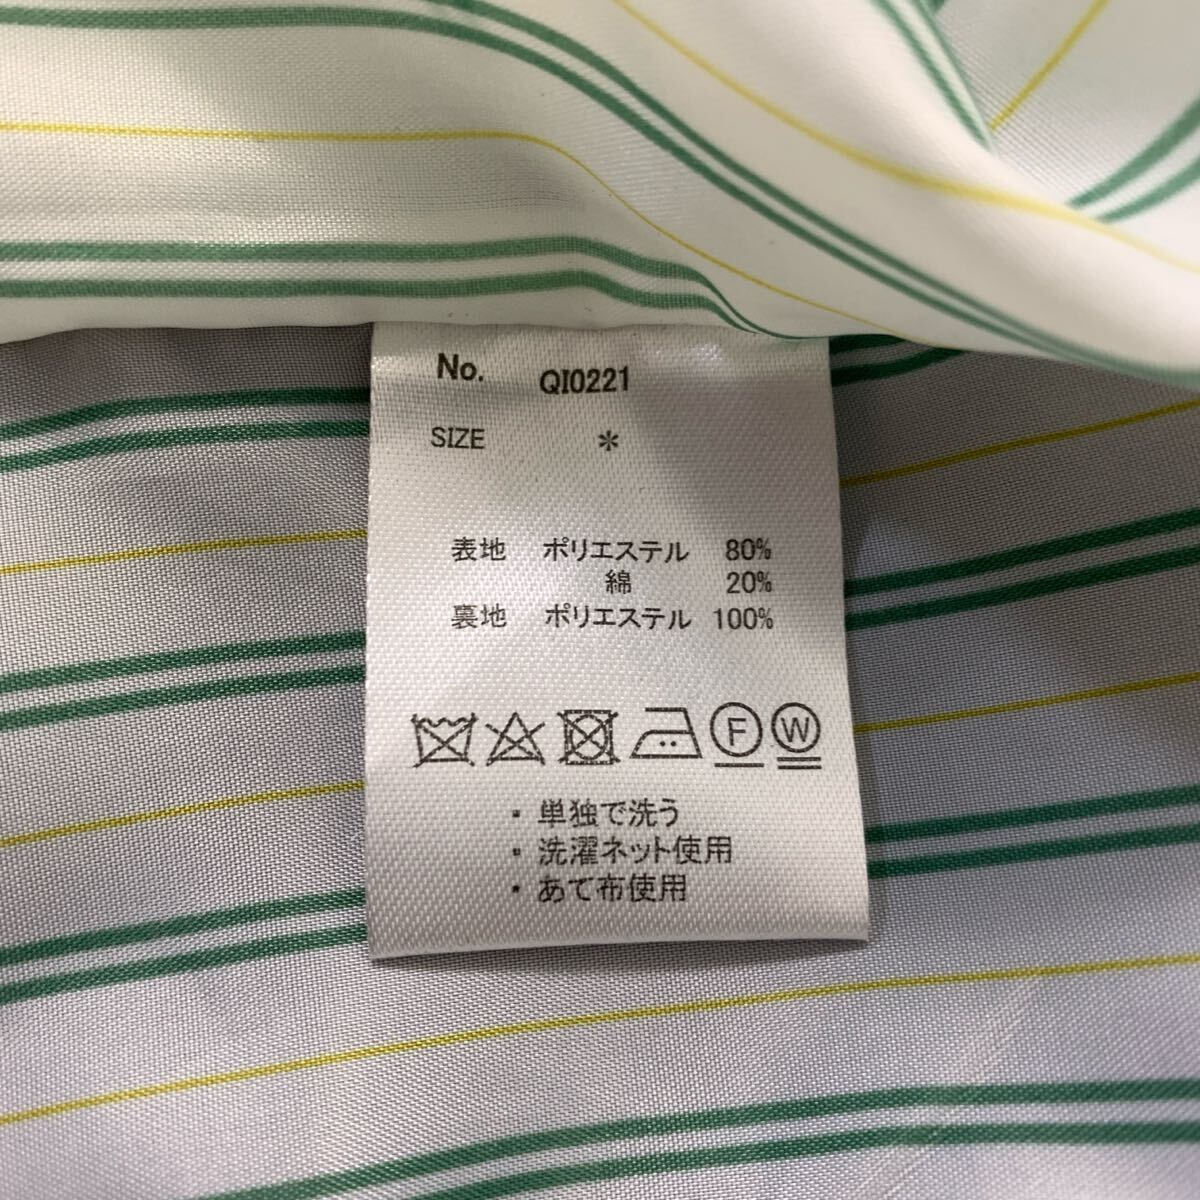 No. QI0221
SIZE *
表地 ポリエステル 80%
綿 20%
裏地 ポリエステル 100%
F W
・単独で洗う
・洗濯ネット使用
・あて布使用